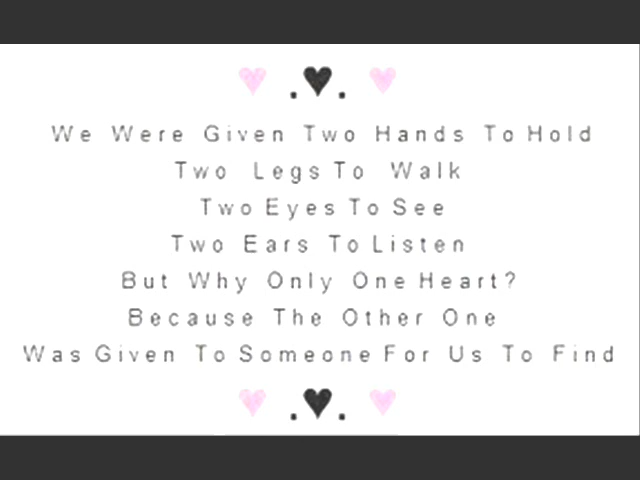 We Were Given Two Hands To Hold
Two Legs To Walk
Two Eyes To See
Two Ears To Listen
But Why Only One Heart?
Because The Other One
Was Given To Someone For Us To Find